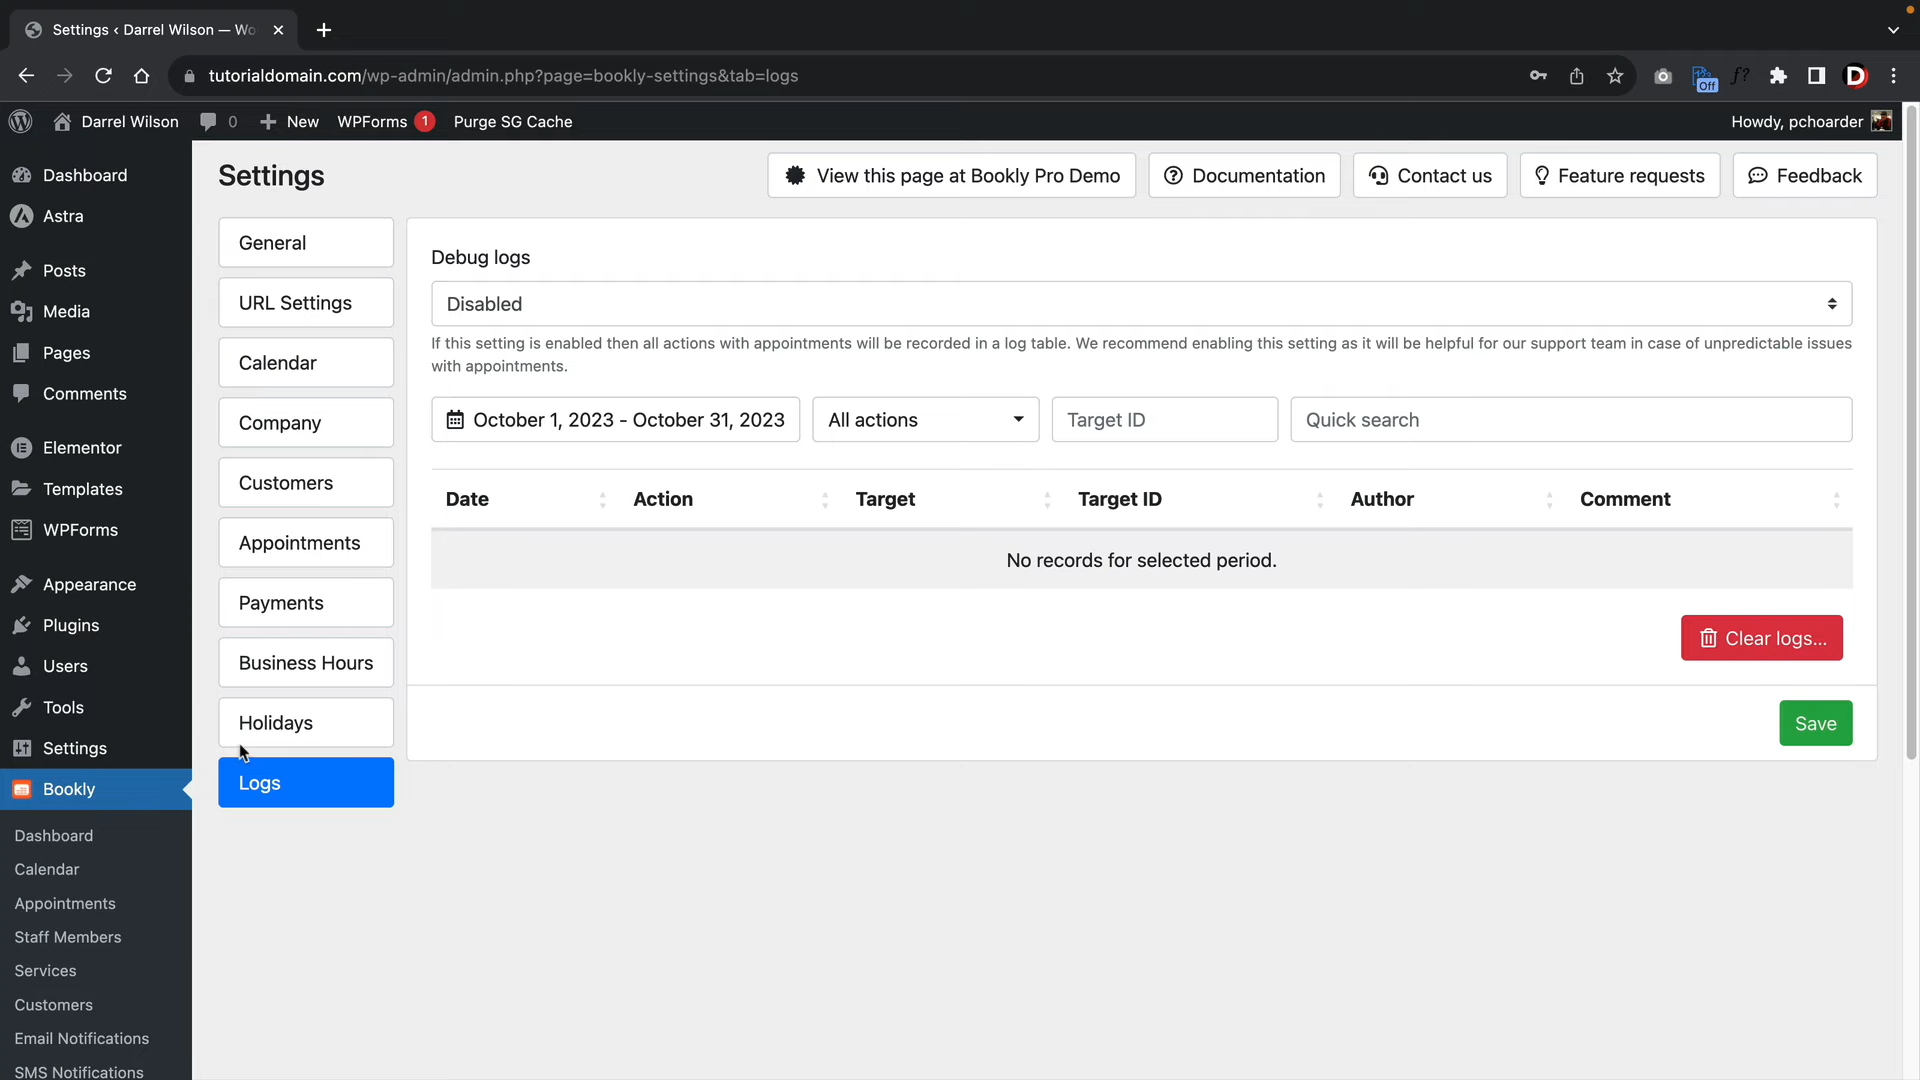 Settings ‹ Darrel Wilson — Wo
tutorialdomain.com/wp-admin/admin.php?page=bookly-settings&tab=logs
f?
Off
D
Darrel Wilson
0
New
WPForms 1
Purge SG Cache
Howdy, pchoarder
Dashboard
Astra
Posts
Media
Pages
Comments
Elementor
Templates
WPForms
Appearance
Plugins
Users
Tools
Settings
Bookly
Dashboard
Calendar
Appointments
Staff Members
Services
Customers
Email Notifications
SMS Notifications
Settings
View this page at Bookly Pro Demo
Documentation
Contact us
Feature requests
Feedback
General
URL Settings
Calendar
Company
Customers
Appointments
Payments
Business Hours
Holidays
Logs
Debug logs
Disabled
If this setting is enabled then all actions with appointments will be recorded in a log table. We recommend enabling this setting as it will be helpful for our support team in case of unpredictable issues
with appointments.
October 1, 2023 - October 31, 2023
All actions
Target ID
Quick search
Date Action Target Target ID Author Comment
No records for selected period.
Clear logs...
Save